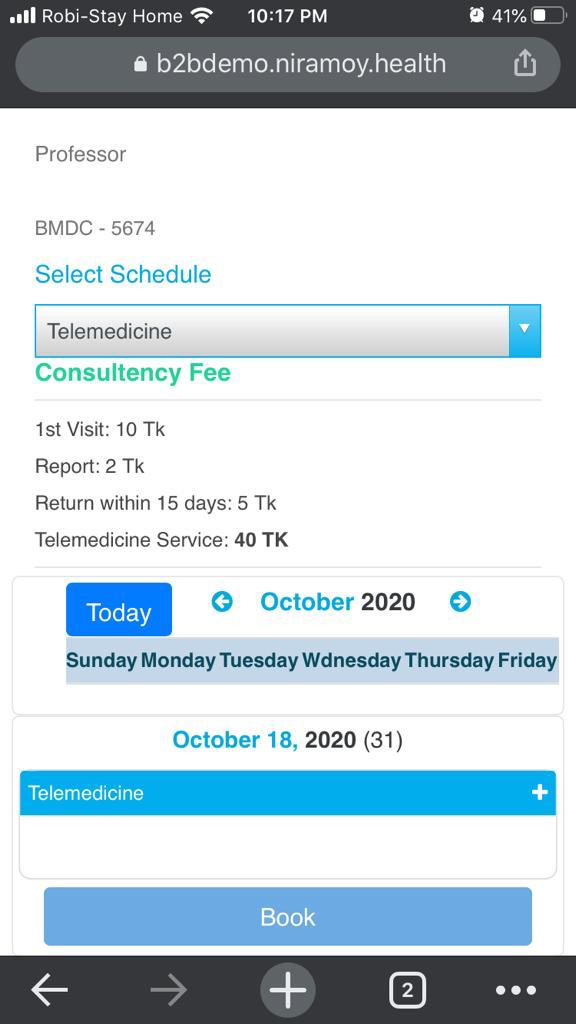 Robi-Stay Home 10:17 PM 41%
b2bdemo.niramoy.health
Professor
BMDC - 5674
Select Schedule
Telemedicine
Consultency Fee
1st Visit: 10 Tk
Report: 2 Tk
Return within 15 days: 5 Tk
Telemedicine Service: 40 TK
Today October 2020
Sunday Monday Tuesday Wdnesday Thursday Friday
October 18, 2020 (31)
Telemedicine
Book
2